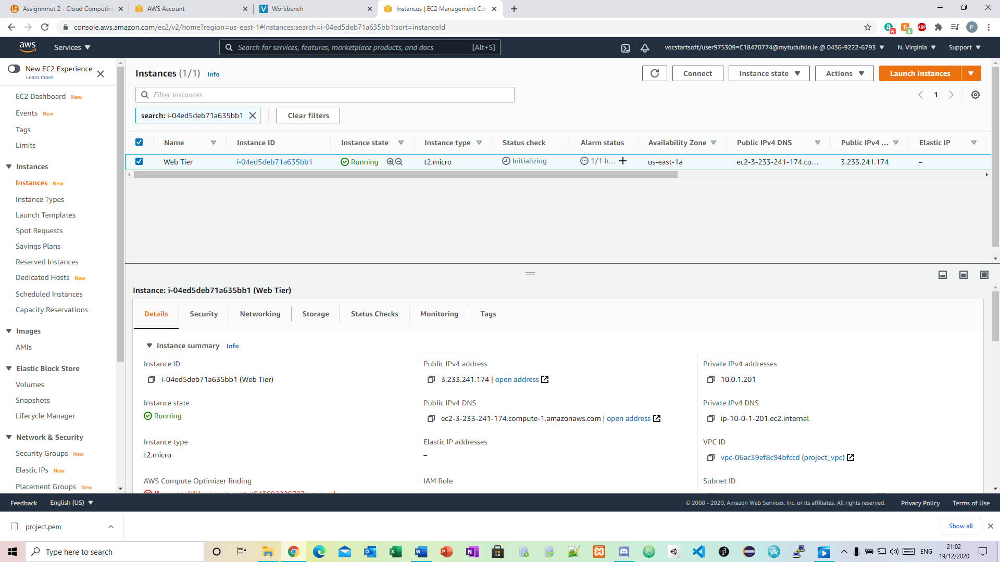 Assignmnet 2 - Cloud Computing
AWS Account
Workbench
Instances | EC2 Management Con
console.aws.amazon.com/ec2/v2/home?region=us-east-1#Instances:search=i-04ed5deb71a635bb1;sort=instanceId
6
8
ABP
P
aws
Services
Search for services, features, marketplace products, and docs
[Alt+S]
vocstartsoft/user975309=C18470774@mytudublin.ie @ 0436-9222-6793
N. Virginia
Support
New EC2 Experience
Learn more
EC2 Dashboard New
Events New
Tags
Limits
Instances
Instances New
Instance Types
Launch Templates
Spot Requests
Savings Plans
Reserved Instances
Dedicated Hosts New
Scheduled Instances
Capacity Reservations
Images
AMIs
Elastic Block Store
Volumes
Snapshots
Lifecycle Manager
Network & Security
Security Groups New
Elastic IPs New
Placement Groups New
Instances (1/1) Info
Connect
Instance state
Actions
Launch instances
Filter instances
1
search: i-04ed5deb71a635bb1
Clear filters
Name Instance ID Instance state Instance type Status check Alarm status Availability Zone Public IPv4 DNS Public IPv4 ... Elastic IP
Web Tier i-04ed5deb71a635bb1 Running t2.micro Initializing 1/1 h... us-east-1a ec2-3-233-241-174.co... 3.233.241.174 –
Instance: i-04ed5deb71a635bb1 (Web Tier)
Details Security Networking Storage Status Checks Monitoring Tags
Instance summary Info
Instance ID
i-04ed5deb71a635bb1 (Web Tier)
Public IPv4 address
3.233.241.174 | open address
Private IPv4 addresses
10.0.1.201
Instance state
Running
Public IPv4 DNS
ec2-3-233-241-174.compute-1.amazonaws.com | open address
Private IPv4 DNS
ip-10-0-1-201.ec2.internal
Instance type
t2.micro
Elastic IP addresses
–
VPC ID
vpc-06ac39ef8c94bfccd (project_vpc)
AWS Compute Optimizer finding
IAM Role
Subnet ID
Feedback
English (US)
© 2008 - 2020, Amazon Web Services, Inc. or its affiliates. All rights reserved.
Privacy Policy
Terms of Use
project.pem
Show all
Type here to search
ENG
21:02
19/12/2020